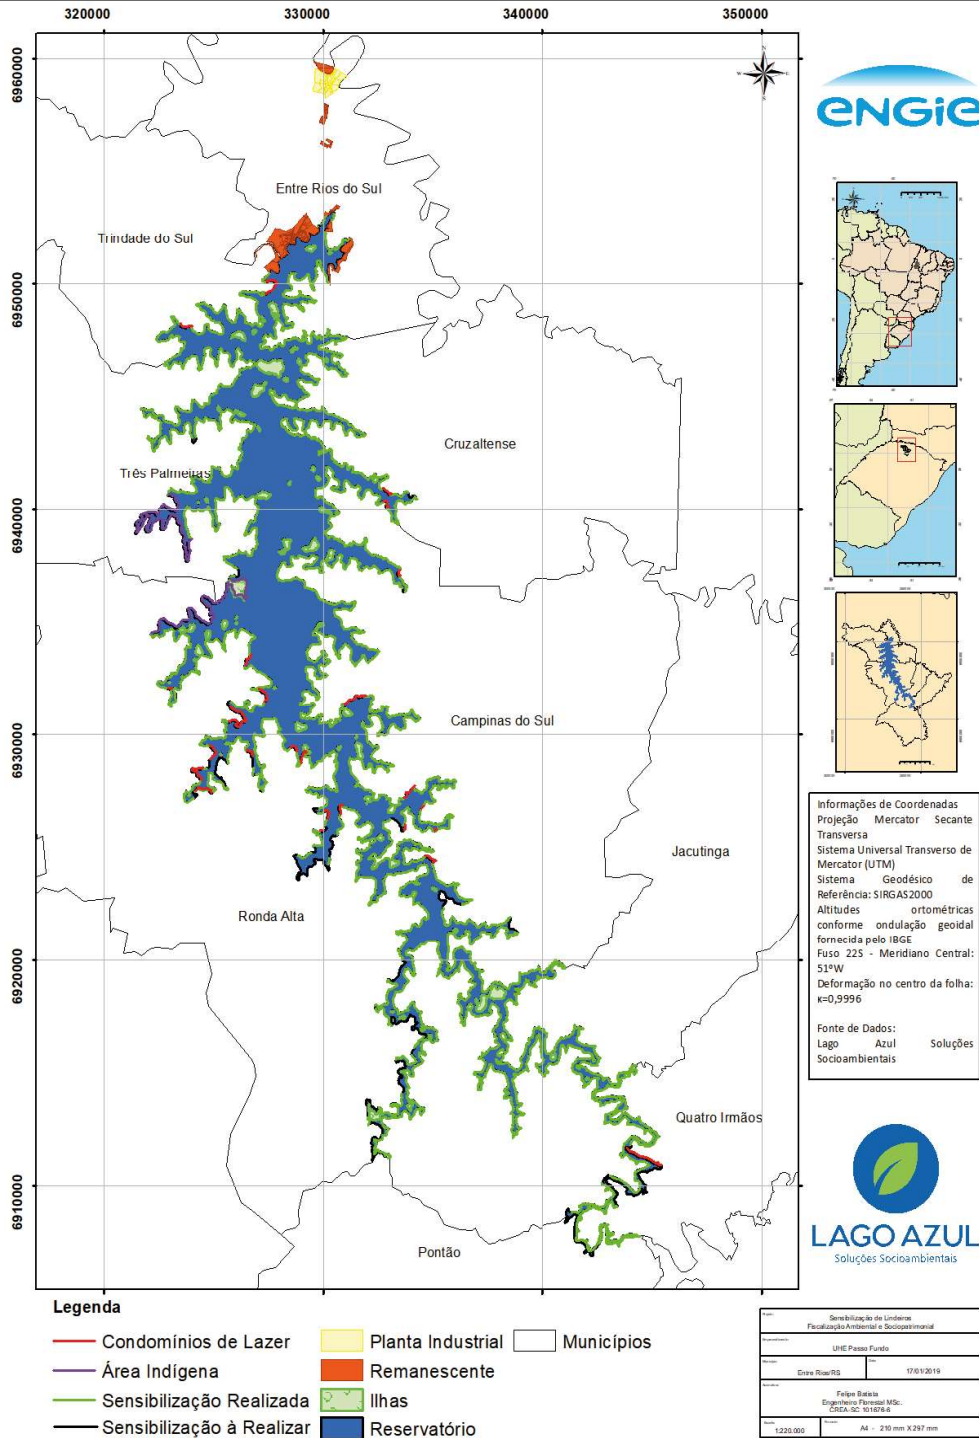 320000 330000 340000 350000
6960000
6950000
6940000
6930000
6920000
6910000
N
W E
S
Entre Rios do Sul
Trindade do Sul
Cruzaltense
Três Palmeiras
Campinas do Sul
Jacutinga
Ronda Alta
Quatro Irmãos
Pontão
ENGIE
Informações de Coordenadas
Projeção Mercator Secante
Transversa
Sistema Universal Transverso de
Mercator (UTM)
Sistema Geodésico de
Referência: SIRGAS2000
Altitudes ortométricas
conforme ondulação geoidal
fornecida pelo IBGE
Fuso 22S - Meridiano Central:
51°W
Deformação no centro da folha:
κ=0,9996
Fonte de Dados:
Lago Azul Soluções
Socioambientais
LAGO AZUL
Soluções Socioambientais
Legenda
Condomínios de Lazer
Área Indígena
Sensibilização Realizada
Sensibilização à Realizar
Planta Industrial
Remanescente
Ilhas
Reservatório
Municípios
Sensibilização de Lindeiros
Fiscalização Ambiental e Sociopatrimonial
UHE Passo Fundo
Entre Rios/RS
17/01/2019
Felipe Batista
Engenheiro Florestal MSc.
CREA-SC 101676-6
1:220.000
A4 - 210 mm X 297 mm